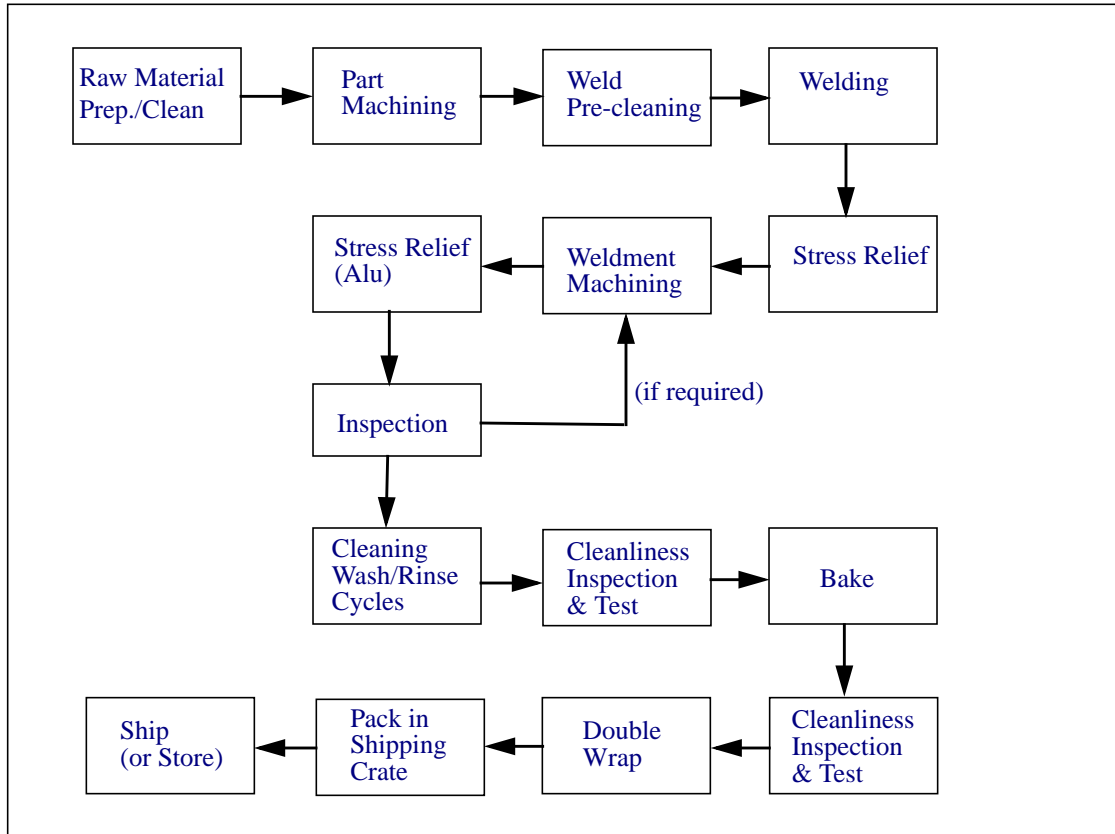 Raw Material
Prep./Clean
Part
Machining
Weld
Pre-cleaning
Welding
Stress Relief
(Alu)
Weldment
Machining
Stress Relief
Inspection
(if required)
Cleaning
Wash/Rinse
Cycles
Cleanliness
Inspection
& Test
Bake
Ship
(or Store)
Pack in
Shipping
Crate
Double
Wrap
Cleanliness
Inspection
& Test